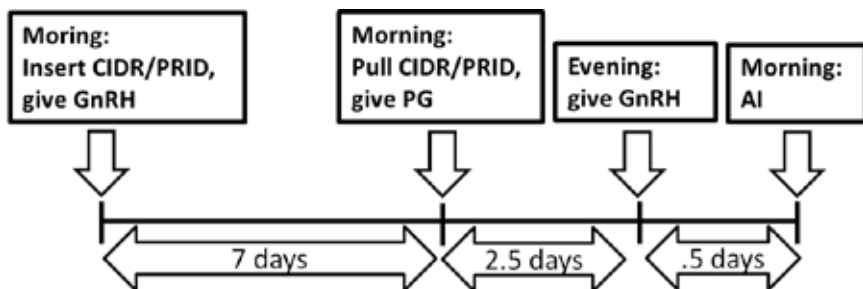 Moring:
Insert CIDR/PRID,
give GnRH
Morning:
Pull CIDR/PRID,
give PG
Evening:
give GnRH
Morning:
AI
7 days
2.5 days
.5 days